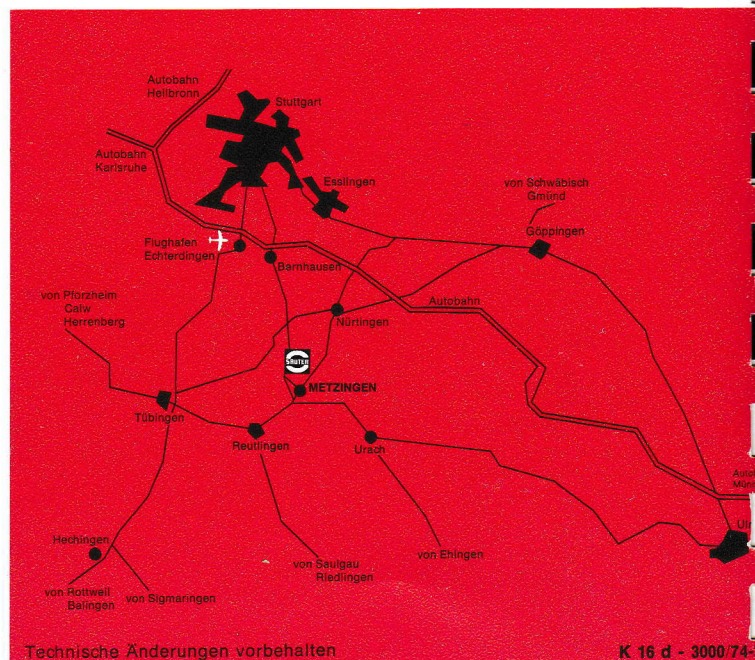 Autobahn
Heilbronn
Stuttgart
Autobahn
Karlsruhe
Esslingen
von Schwäbisch
Gmünd
Göppingen
Flughafen
Echterdingen
Barnhausen
von Pforzheim
Calw
Herrenberg
Autobahn
Nürtingen
SAUTER
METZINGEN
Tübingen
Reutlingen
Urach
Hechingen
von Ehingen
von Saulgau
Riedlingen
von Rottweil
Balingen
von Sigmaringen
Technische Änderungen vorbehalten
K 16 d - 3000/74-